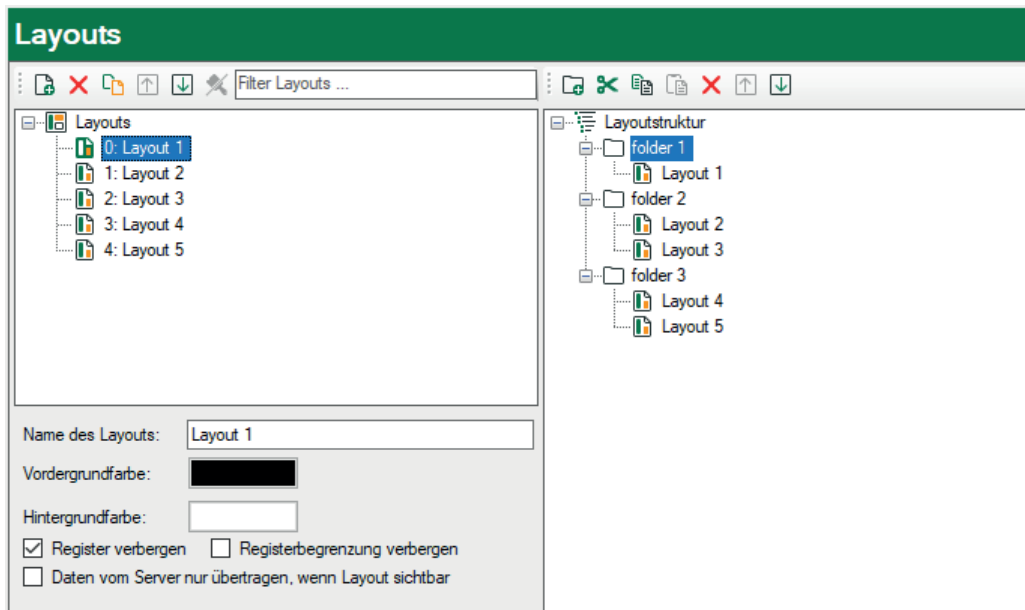 Layouts
Filter Layouts ...
Layouts
0: Layout 1
1: Layout 2
2: Layout 3
3: Layout 4
4: Layout 5
Name des Layouts: Layout 1
Vordergrundfarbe:
Hintergrundfarbe:
Register verbergen Registerbegrenzung verbergen
Daten vom Server nur übertragen, wenn Layout sichtbar
Layoutstruktur
folder 1
Layout 1
folder 2
Layout 2
Layout 3
folder 3
Layout 4
Layout 5